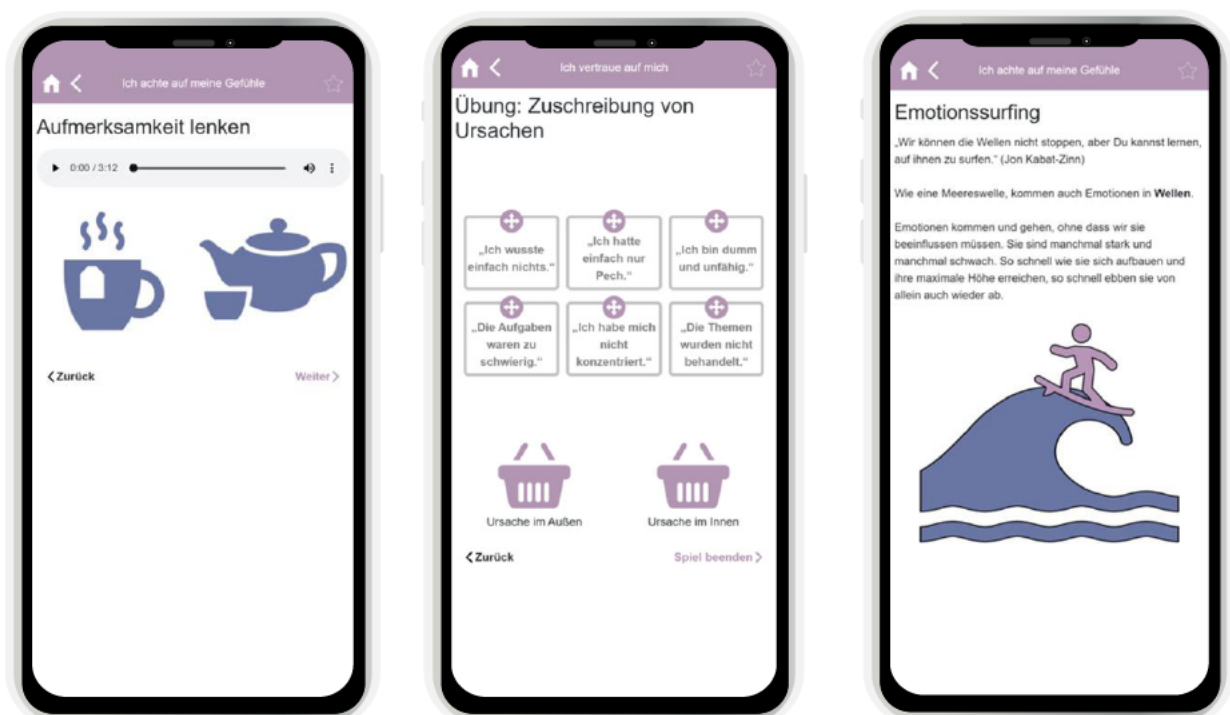 Ich achte auf meine Gefühle
Aufmerksamkeit lenken
0:00 / 3:12
Zurück
Weiter
Ich vertraue auf mich
Übung: Zuschreibung von
Ursachen
„Ich wusste
einfach nichts.“
„Ich hatte
einfach nur
Pech.“
„Ich bin dumm
und unfähig.“
„Die Aufgaben
waren zu
schwierig.“
„Ich habe mich
nicht
konzentriert.“
„Die Themen
wurden nicht
behandelt.“
Ursache im Außen
Ursache im Innen
Zurück
Spiel beenden
Ich achte auf meine Gefühle
Emotionssurfing
„Wir können die Wellen nicht stoppen, aber Du kannst lernen,
auf ihnen zu surfen.“ (Jon Kabat-Zinn)
Wie eine Meereswelle, kommen auch Emotionen in Wellen.
Emotionen kommen und gehen, ohne dass wir sie
beeinflussen müssen. Sie sind manchmal stark und
manchmal schwach. So schnell wie sie sich aufbauen und
ihre maximale Höhe erreichen, so schnell ebben sie von
allein auch wieder ab.